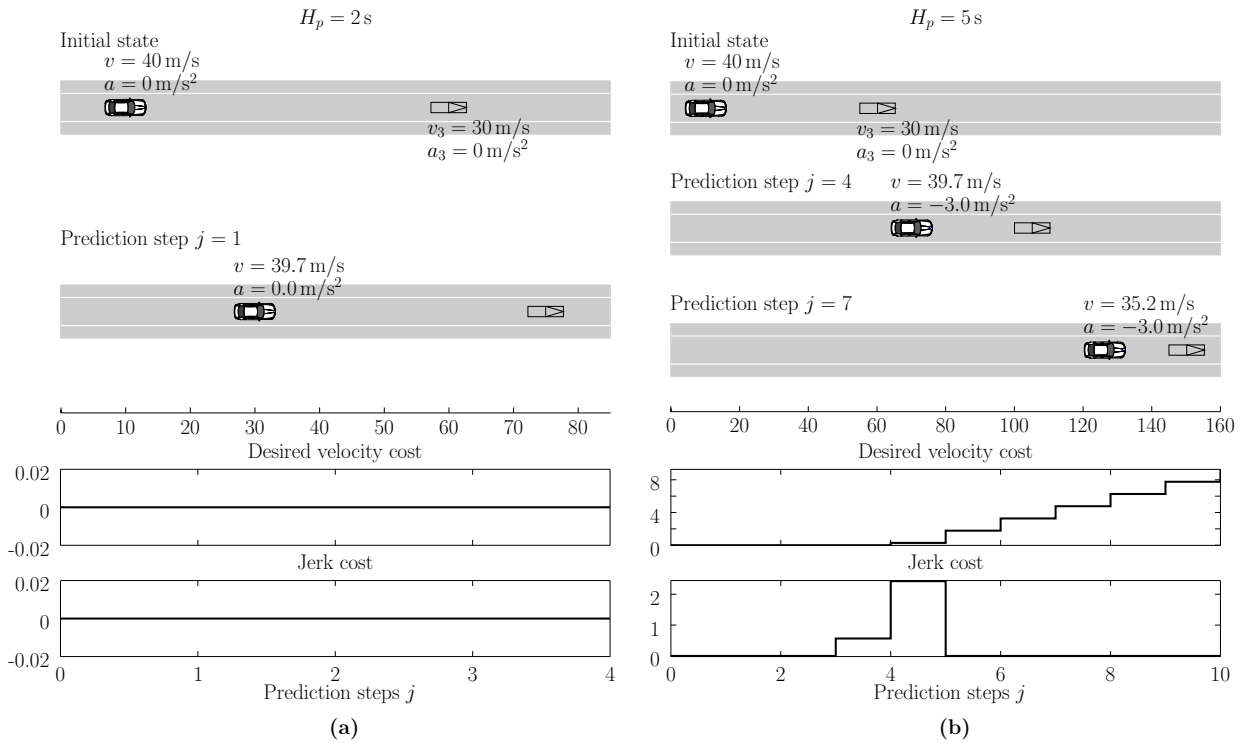 H_p = 2 s
Initial state
v = 40 m/s
a = 0 m/s²
v₃ = 30 m/s
a₃ = 0 m/s²
Prediction step j = 1
v = 39.7 m/s
a = 0.0 m/s²
0 10 20 30 40 50 60 70 80
Desired velocity cost
0.02
0
-0.02
Jerk cost
0.02
0
-0.02
0 1 2 3 4
Prediction steps j
(a)
H_p = 5 s
Initial state
v = 40 m/s
a = 0 m/s²
v₃ = 30 m/s
a₃ = 0 m/s²
Prediction step j = 4
v = 39.7 m/s
a = −3.0 m/s²
Prediction step j = 7
v = 35.2 m/s
a = −3.0 m/s²
0 20 40 60 80 100 120 140 160
Desired velocity cost
8
4
0
Jerk cost
2
1
0
0 2 4 6 8 10
Prediction steps j
(b)